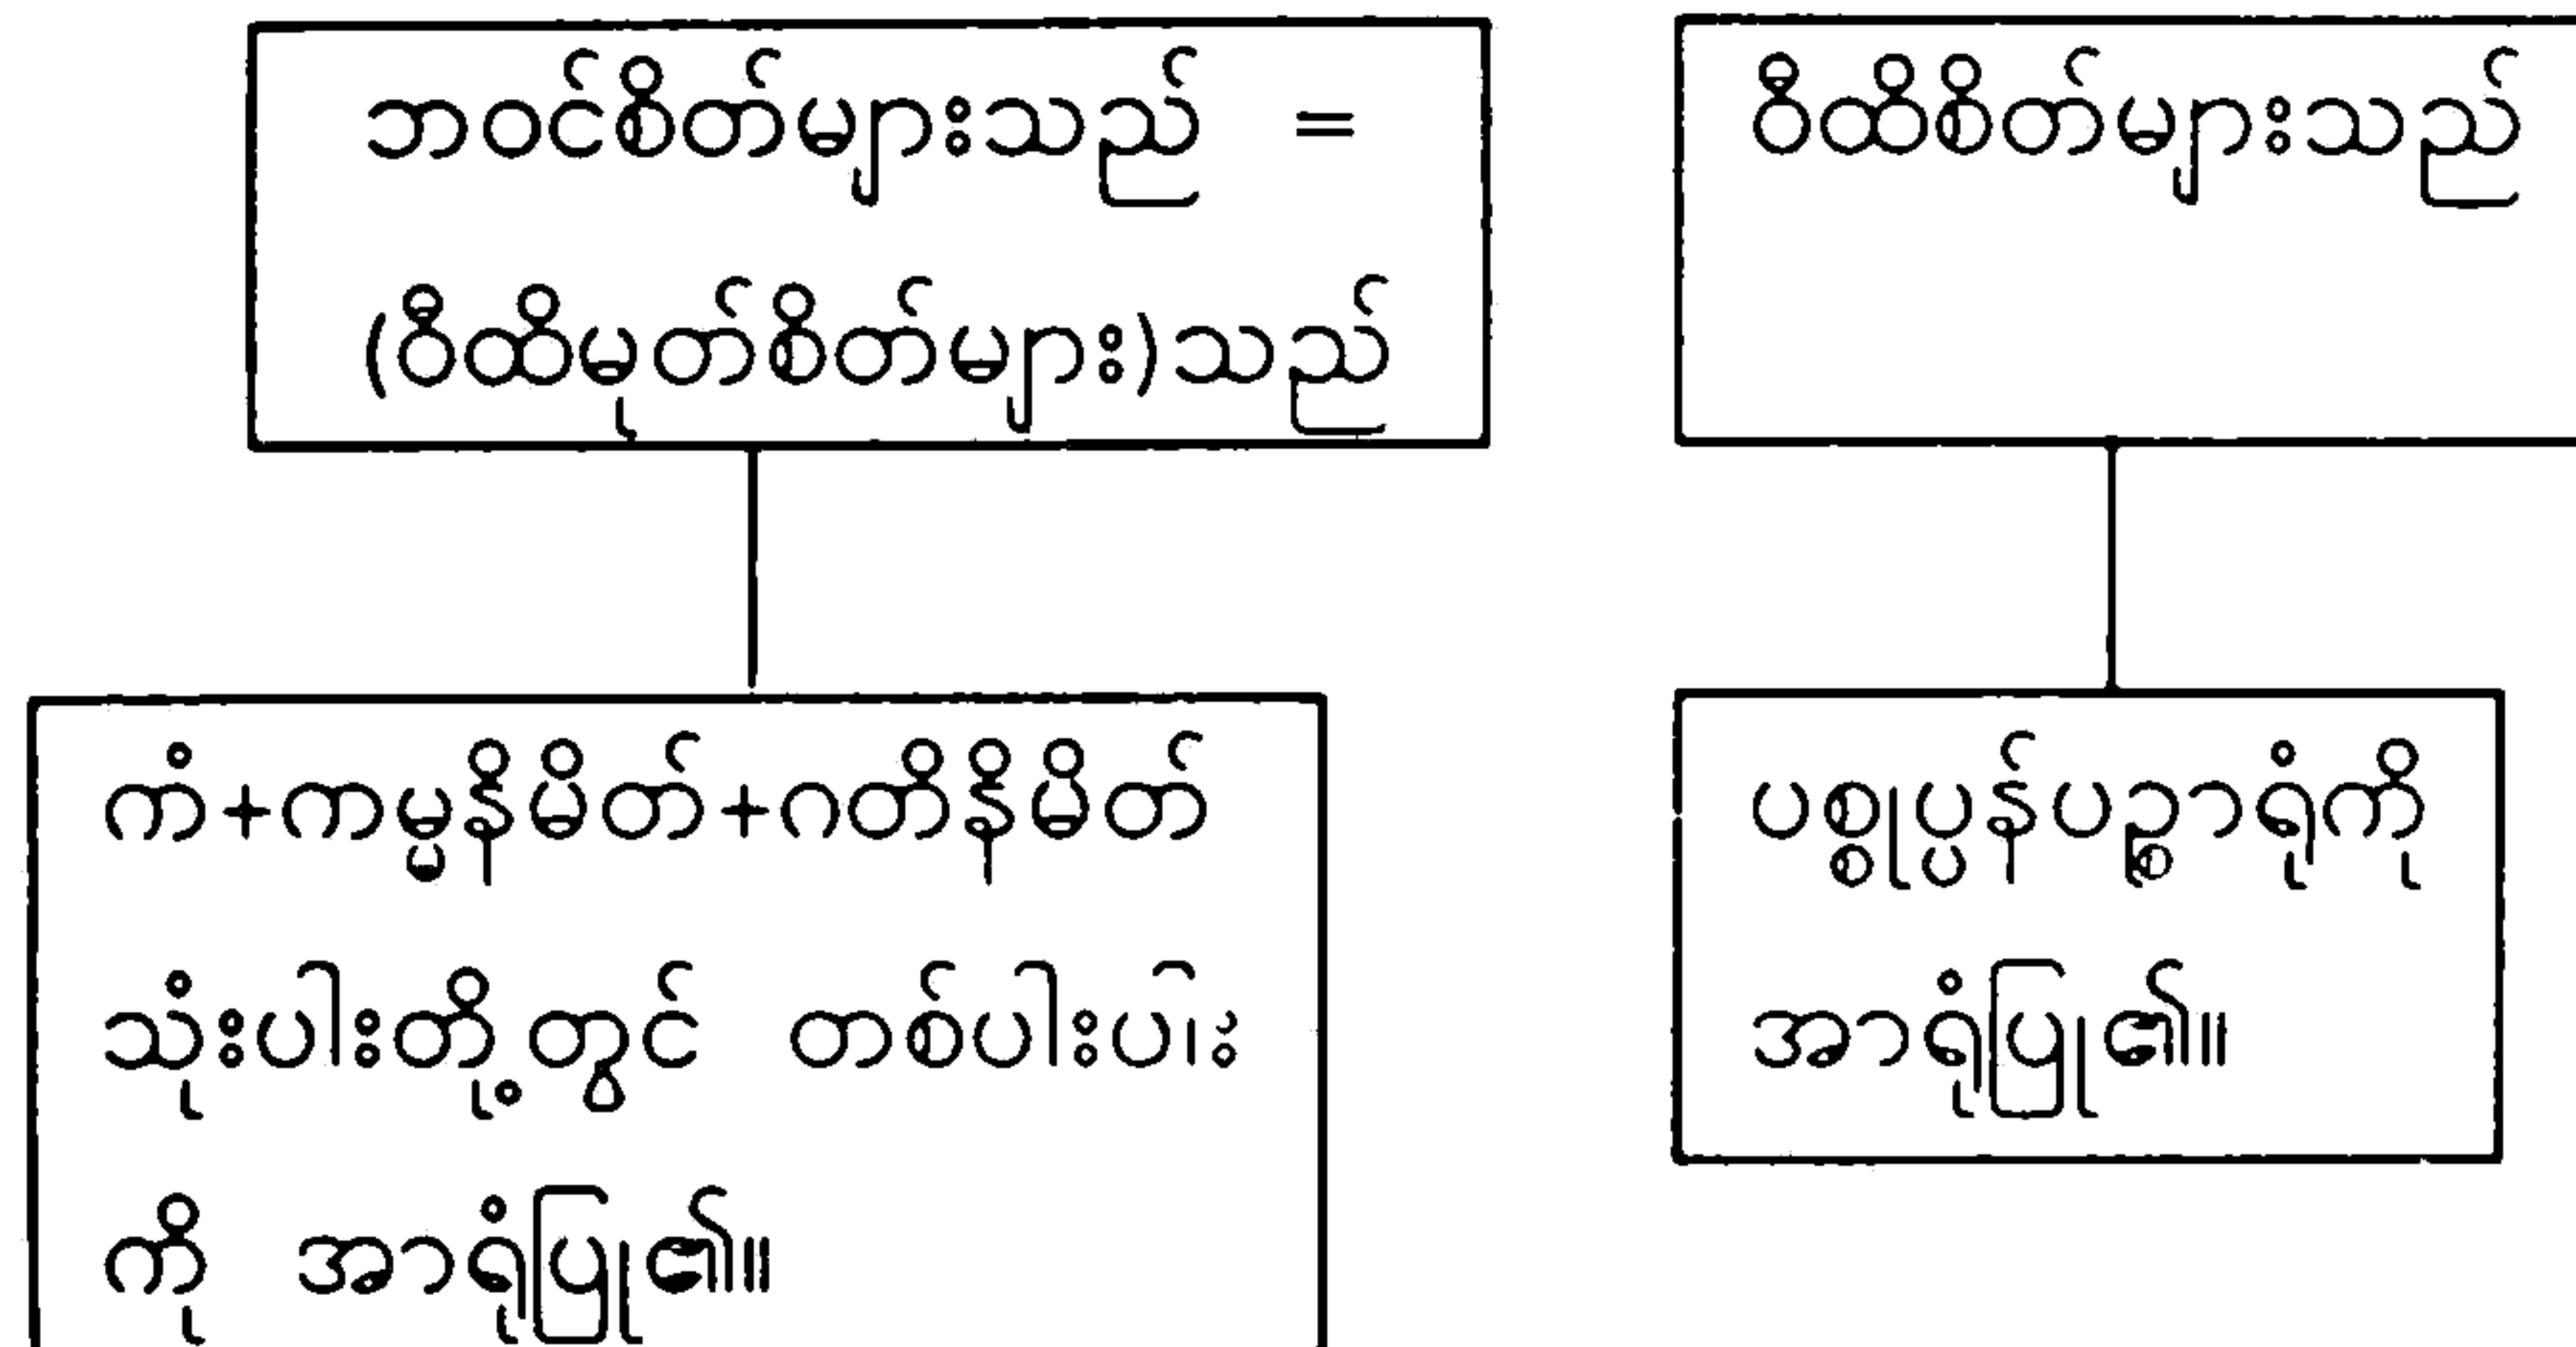 ဘဝင်စိတ်များသည် =
(ဝီထိမုတ်စိတ်များ)သည်
ဝီထိစိတ်များသည်
ကံ+ကမ္မနိမိတ်+ဂတိနိမိတ်
သုံးပါးတို့တွင် တစ်ပါးပါး
ကို အာရုံပြု၏။
ပစ္စုပ္ပန်ပဉ္စာရုံကို
အာရုံပြု၏။